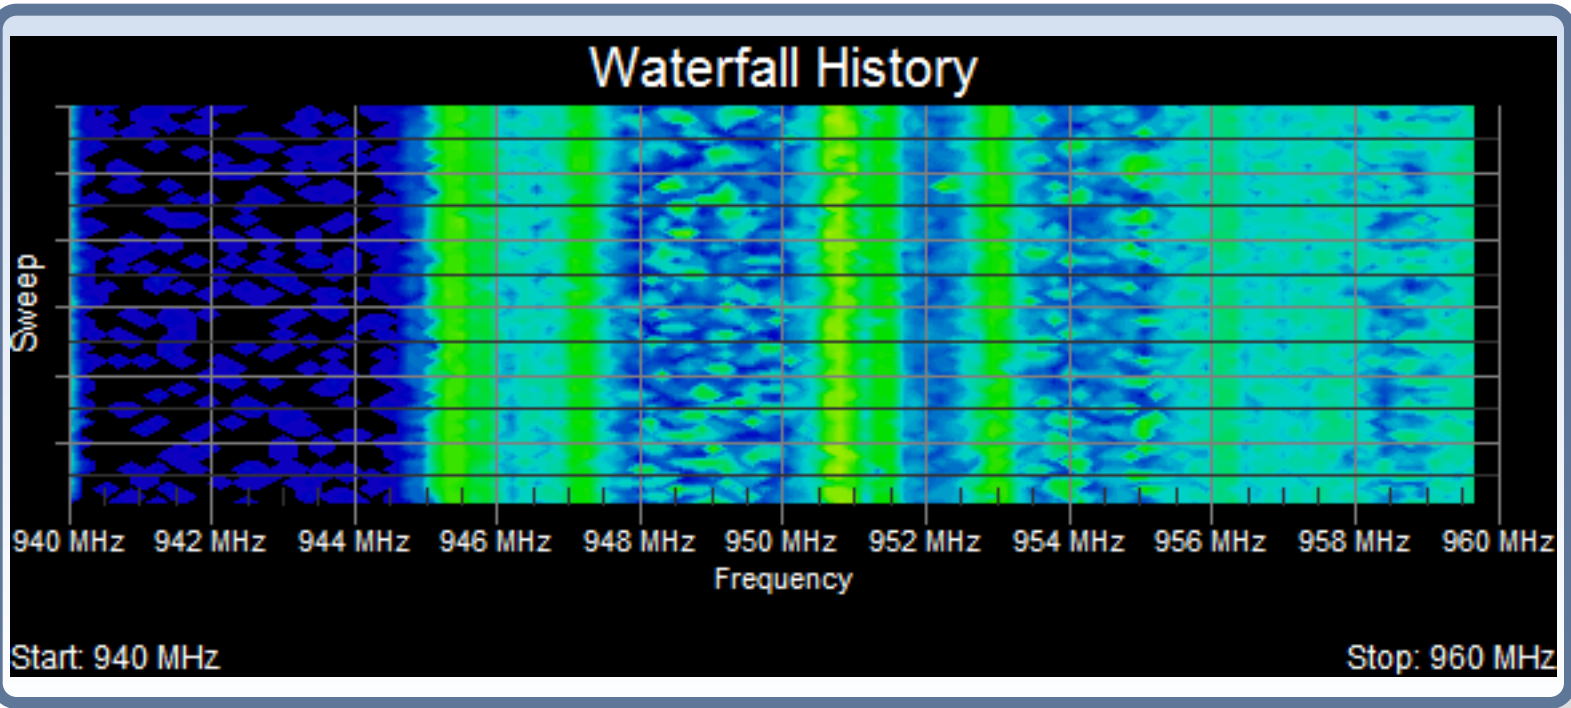 Waterfall History
Sweep
940 MHz 942 MHz 944 MHz 946 MHz 948 MHz 950 MHz 952 MHz 954 MHz 956 MHz 958 MHz 960 MHz
Frequency
Start: 940 MHz Stop: 960 MHz